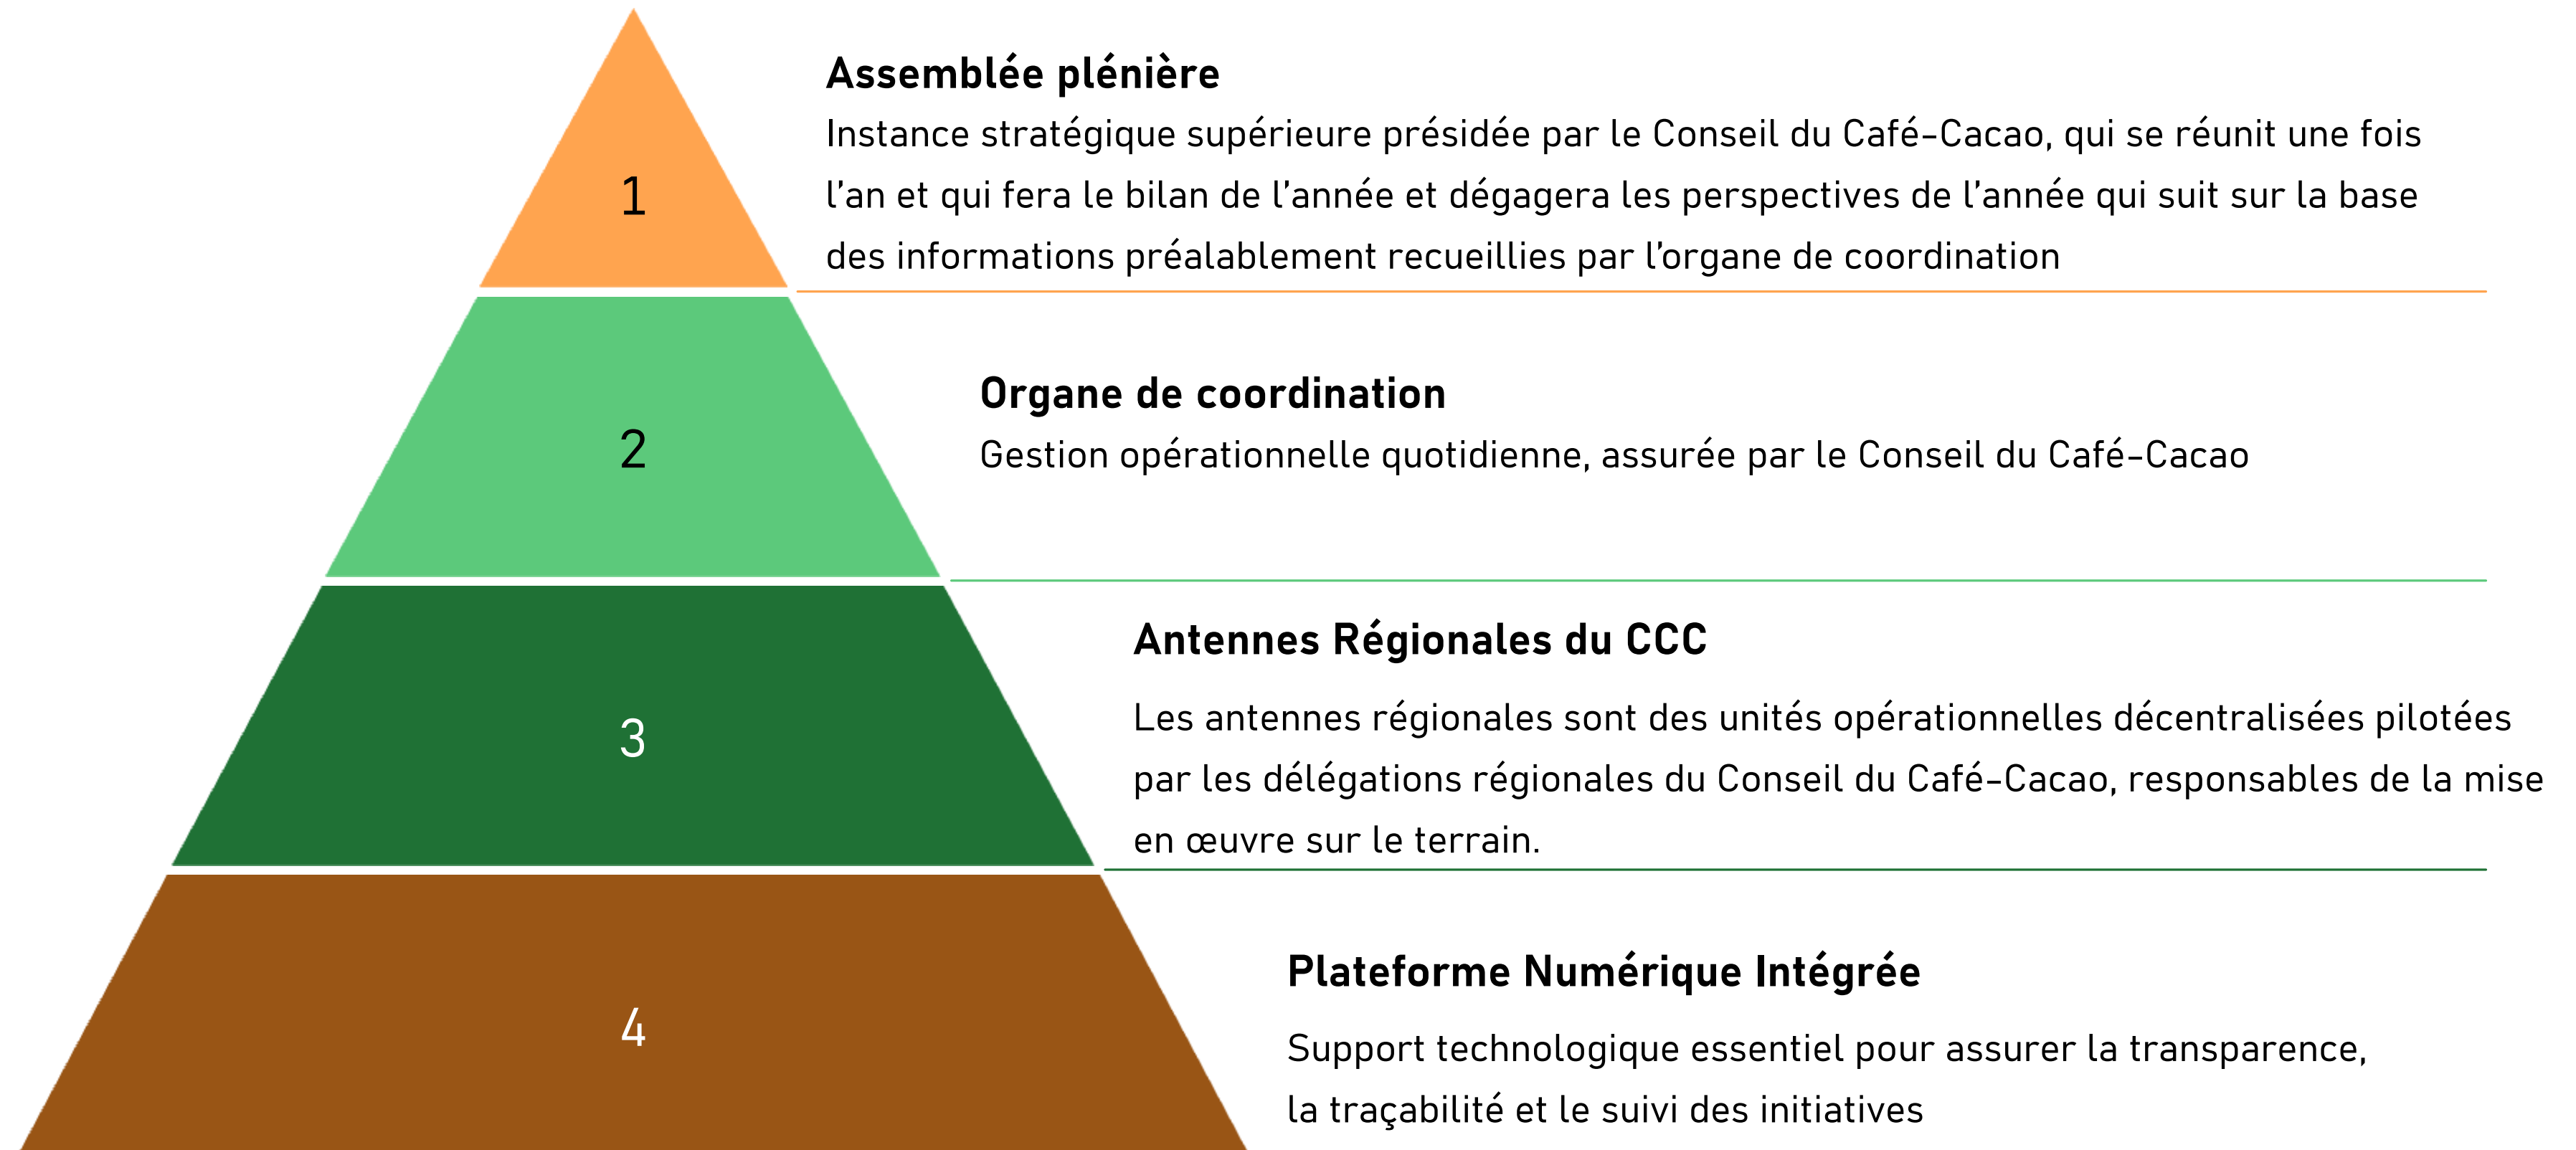 Assemblée plénière
Instance stratégique supérieure présidée par le Conseil du Café-Cacao, qui se réunit une fois
l'an et qui fera le bilan de l'année et dégagera les perspectives de l'année qui suit sur la base
des informations préalablement recueillies par l'organe de coordination
1
Organe de coordination
Gestion opérationnelle quotidienne, assurée par le Conseil du Café-Cacao
2
Antennes Régionales du CCC
Les antennes régionales sont des unités opérationnelles décentralisées pilotées
par les délégations régionales du Conseil du Café-Cacao, responsables de la mise
en œuvre sur le terrain.
3
Plateforme Numérique Intégrée
Support technologique essentiel pour assurer la transparence,
la traçabilité et le suivi des initiatives
4